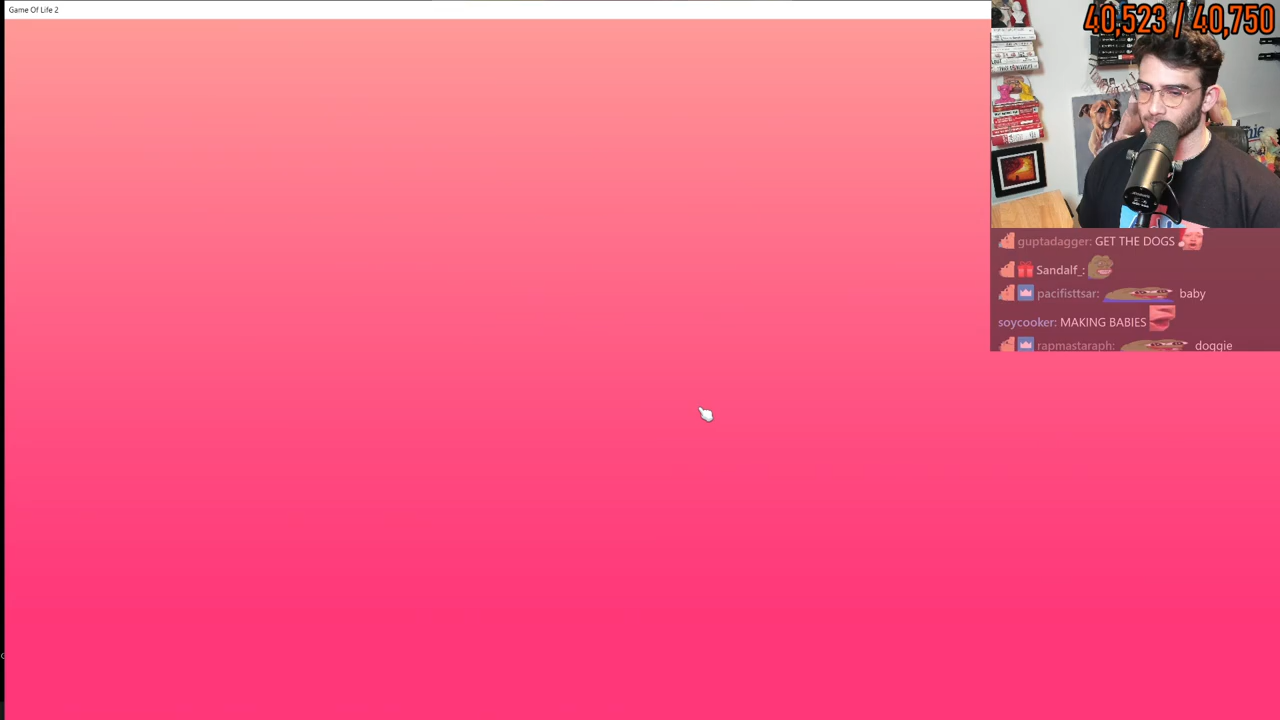 Game Of Life 2
40,523 / 40,750
guptadagger: GET THE DOGS
Sandalf_:
pacifisttsar: baby
soycooker: MAKING BABIES
rapmastaraph: doggie